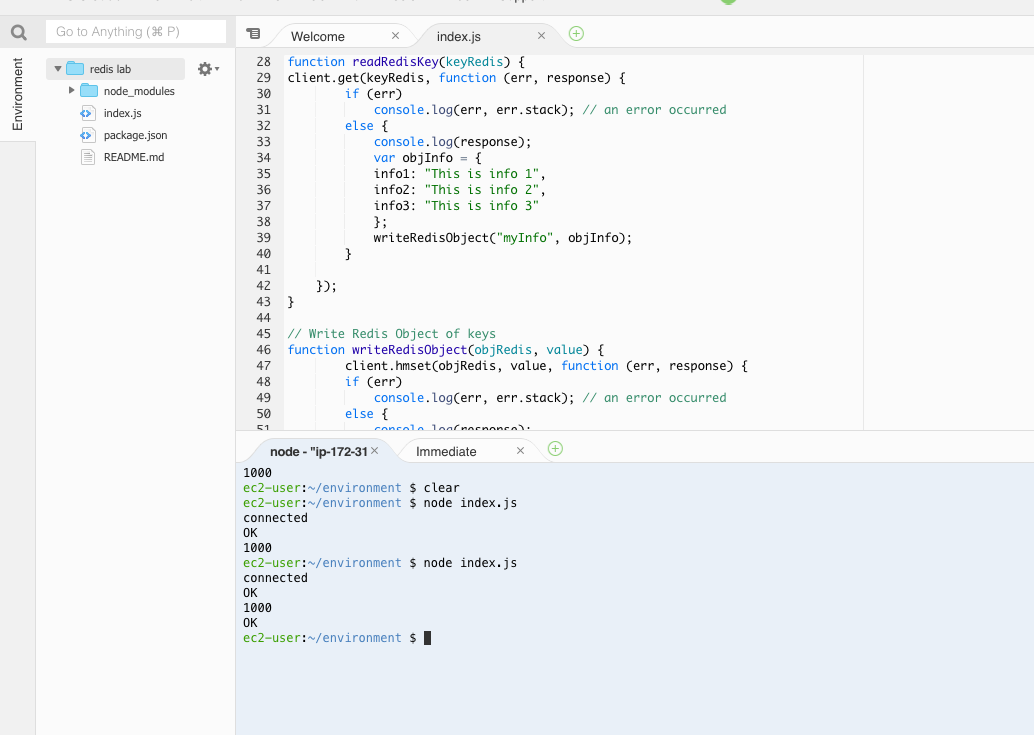 Go to Anything (⌘ P)
Environment
redis lab
node_modules
index.js
package.json
README.md
Welcome
index.js
28 function readRedisKey(keyRedis) {
29 client.get(keyRedis, function (err, response) {
30 if (err)
31 console.log(err, err.stack); // an error occurred
32 else {
33 console.log(response);
34 var objInfo = {
35 info1: "This is info 1",
36 info2: "This is info 2",
37 info3: "This is info 3"
38 };
39 writeRedisObject("myInfo", objInfo);
40 }
41
42 });
43 }
44
45 // Write Redis Object of keys
46 function writeRedisObject(objRedis, value) {
47 client.hmset(objRedis, value, function (err, response) {
48 if (err)
49 console.log(err, err.stack); // an error occurred
50 else {
51 console.log(response);
node - "ip-172-31
Immediate
1000
ec2-user:~/environment $ clear
ec2-user:~/environment $ node index.js
connected
OK
1000
ec2-user:~/environment $ node index.js
connected
OK
1000
OK
ec2-user:~/environment $